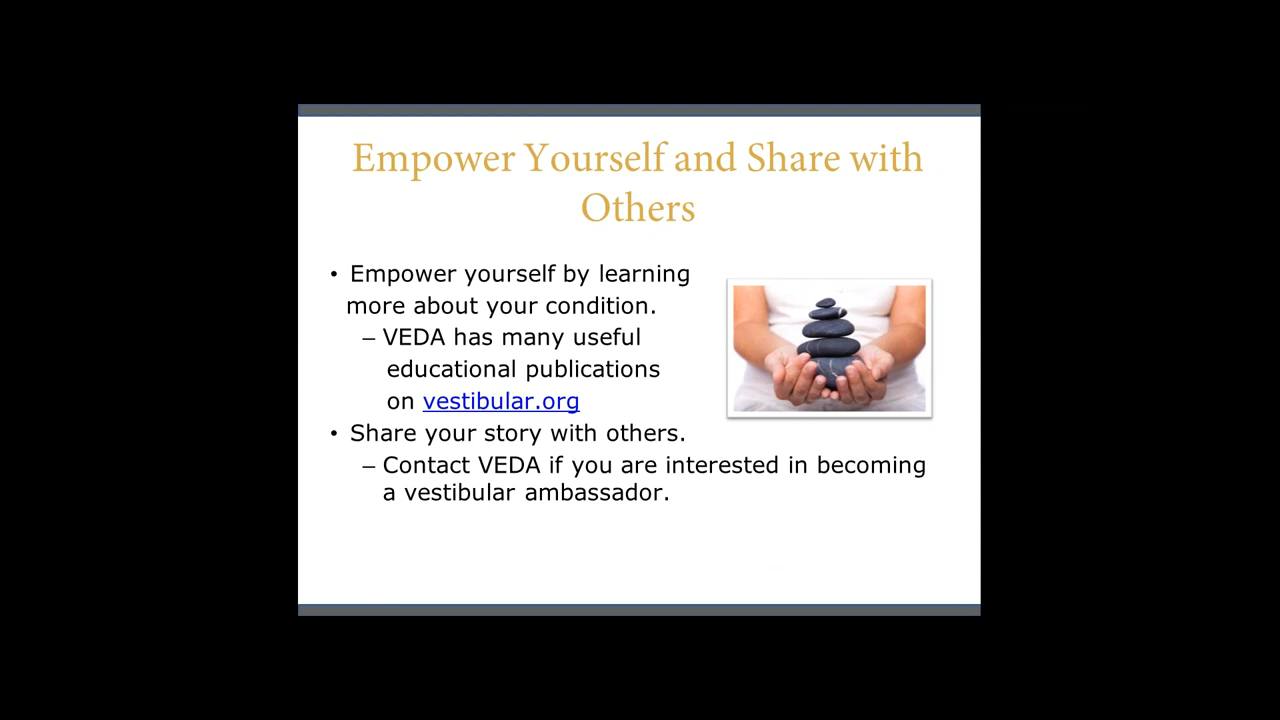 Empower Yourself and Share with
Others
• Empower yourself by learning
more about your condition.
– VEDA has many useful
educational publications
on vestibular.org
• Share your story with others.
– Contact VEDA if you are interested in becoming
a vestibular ambassador.